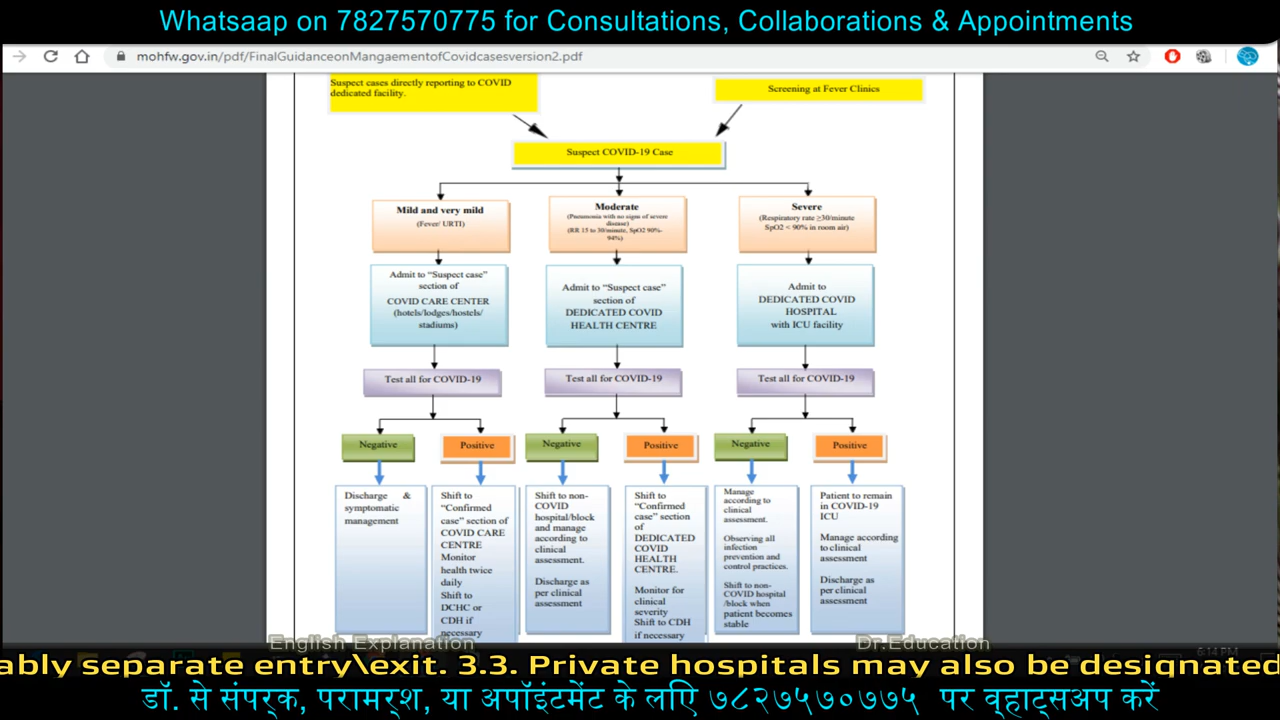 Whatsaap on 7827570775 for Consultations, Collaborations & Appointments
mohfw.gov.in/pdf/FinalGuidanceonMangaementofCovidcasesversion2.pdf
Suspect cases directly reporting to COVID
dedicated facility.
Screening at Fever Clinics
Suspect COVID-19 Case
Mild and very mild
(Fever/ URTI)
Moderate
(Pneumonia with no signs of severe
disease)
(RR 15 to 30/minute, SpO2 90%-
94%)
Severe
(Respiratory rate ≥30/minute
SpO2 < 90% in room air)
Admit to “Suspect case”
section of
COVID CARE CENTER
(hotels/lodges/hostels/
stadiums)
Admit to “Suspect case”
section of
DEDICATED COVID
HEALTH CENTRE
Admit to
DEDICATED COVID
HOSPITAL
with ICU facility
Test all for COVID-19
Test all for COVID-19
Test all for COVID-19
Negative
Positive
Negative
Positive
Negative
Positive
Discharge &
symptomatic
management
Shift to
“Confirmed
case” section of
COVID CARE
CENTRE
Monitor
health twice
daily
Shift to
DCHC or
CDH if
necessary
Shift to non-
COVID
hospital/block
and manage
according to
clinical
assessment.
Discharge as
per clinical
assessment
Shift to
“Confirmed
case” section
of
DEDICATED
COVID
HEALTH
CENTRE.
Monitor for
clinical
severity
Shift to CDH
if necessary
Manage
according to
clinical
assessment.
Observing all
infection
prevention and
control practices.
Shift to non-
COVID hospital
/block when
patient becomes
stable
Patient to remain
in COVID-19
ICU
Manage according
to clinical
assessment
Discharge as
per clinical
assessment
English Explanation
Dr.Education
6:14 PM
ably separate entry\exit. 3.3. Private hospitals may also be designated
डॉ. से संपर्क, परामर्श, या अपॉइंटमेंट के लिए ७८२७५७०७७५ पर व्हाट्सअप करें